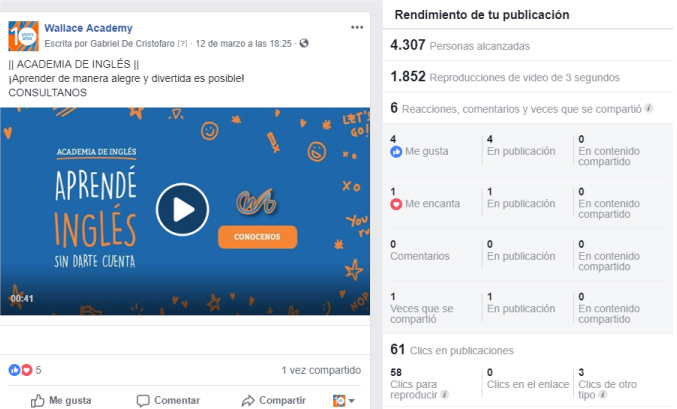 Wallace Academy
Escrita por Gabriel De Cristofaro [?] · 12 de marzo a las 18:25 ·
|| ACADEMIA DE INGLÉS ||
¡Aprender de manera alegre y divertida es posible!
CONSULTANOS
LET'S GO!
ACADEMIA DE INGLÉS
APRENDÉ
INGLÉS
SIN DARTE CUENTA
XO
CONOCENOS
00:41
NOP
5
1 vez compartido
Me gusta
Comentar
Compartir
Rendimiento de tu publicación
4.307 Personas alcanzadas
1.852 Reproducciones de video de 3 segundos
6 Reacciones, comentarios y veces que se compartió
4 Me gusta
4 En publicación
0 En contenido compartido
1 Me encanta
1 En publicación
0 En contenido compartido
0 Comentarios
0 En publicación
0 En contenido compartido
1 Veces que se compartió
1 En publicación
0 En contenido compartido
61 Clics en publicaciones
58 Clics para reproducir
0 Clics en el enlace
3 Clics de otro tipo